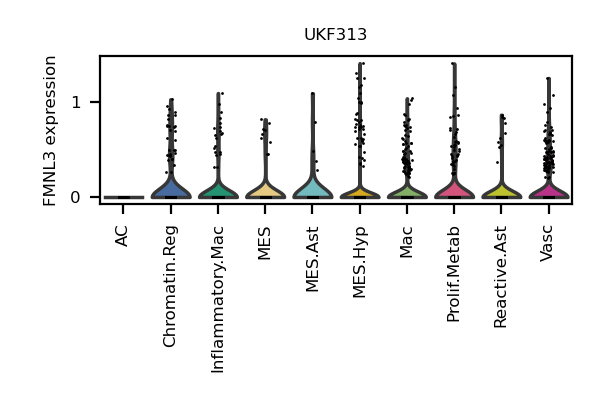 UKF313
FMNL3 expression
1
0
AC
Chromatin.Reg
Inflammatory.Mac
MES
MES.Ast
MES.Hyp
Mac
Prolif.Metab
Reactive.Ast
Vasc